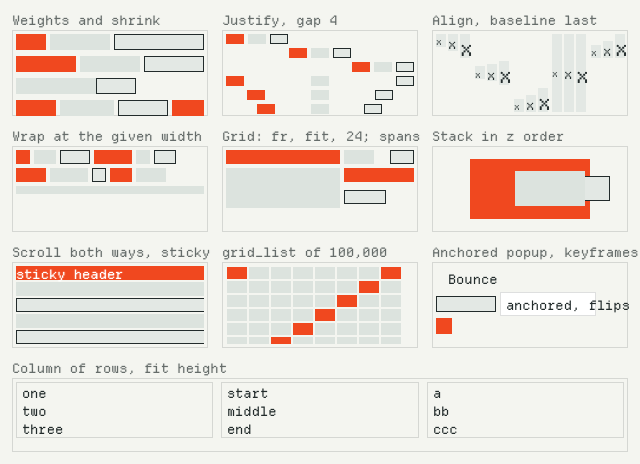 Weights and shrink
Justify, gap 4
Align, baseline last
x x x
x x x
x x x
x x x
x x x
Wrap at the given width
Grid: fr, fit, 24; spans
Stack in z order
Scroll both ways, sticky
grid_list of 100,000
Anchored popup, keyframes
sticky header
Bounce
anchored, flips
Column of rows, fit height
one
two
three
start
middle
end
a
bb
ccc